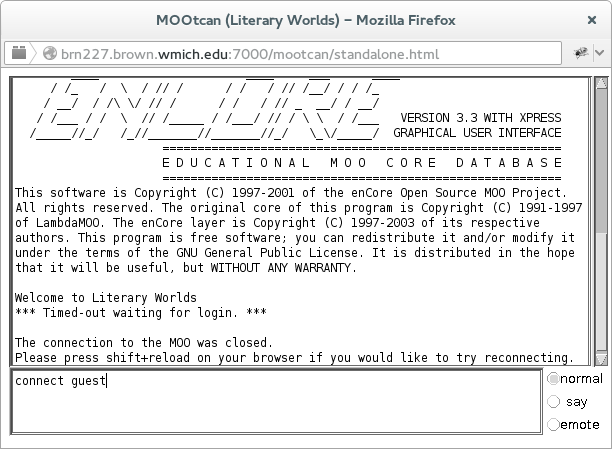 MOOtcan (Literary Worlds) – Mozilla Firefox
brn227.brown.wmich.edu:7000/mootcan/standalone.html
VERSION 3.3 WITH XPRESS
GRAPHICAL USER INTERFACE
E D U C A T I O N A L   M O O   C O R E   D A T A B A S E
This software is Copyright (C) 1997-2001 of the enCore Open Source MOO Project.
All rights reserved. The original core of this program is Copyright (C) 1991-1997
of LambdaMOO. The enCore layer is Copyright (C) 1997-2003 of its respective
authors. This program is free software; you can redistribute it and/or modify it
under the terms of the GNU General Public License. It is distributed in the hope
that it will be useful, but WITHOUT ANY WARRANTY.
Welcome to Literary Worlds
*** Timed-out waiting for login. ***
The connection to the MOO was closed.
Please press shift+reload on your browser if you would like to try reconnecting.
connect guest
normal
say
emote